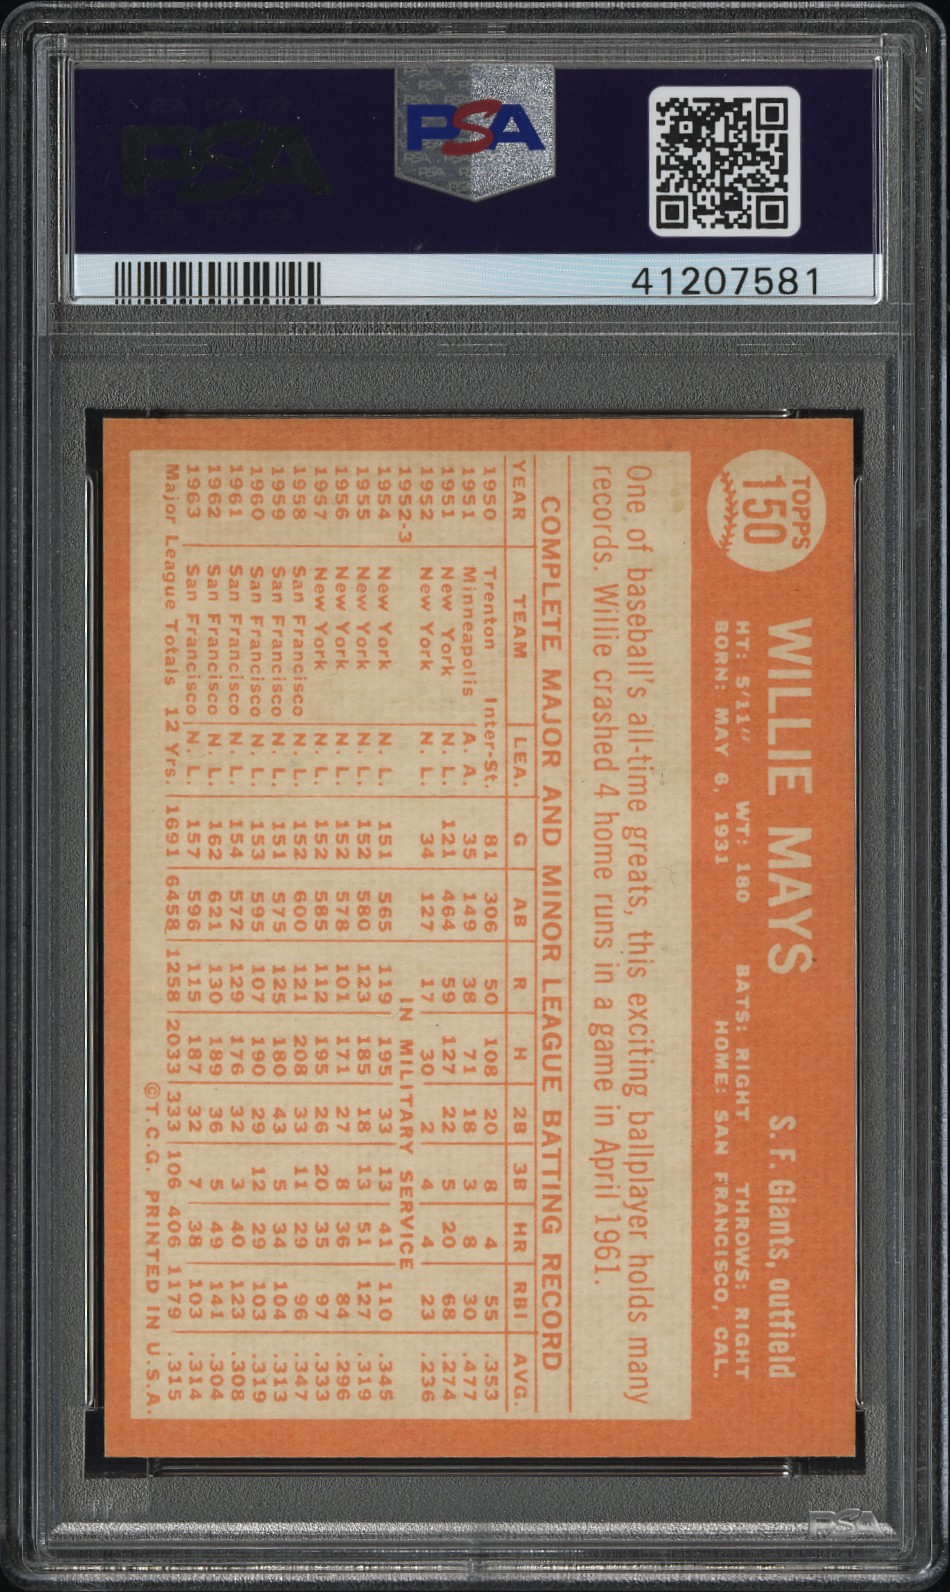 PSA
PSA
41207581
TOPPS
150
WILLIE MAYS S. F. Giants, outfield
HT: 5'11" WT: 180 BATS: RIGHT THROWS: RIGHT
BORN: MAY 6, 1931 HOME: SAN FRANCISCO, CAL.
One of baseball's all-time greats, this exciting ballplayer holds many
records. Willie crashed 4 home runs in a game in April 1961.
COMPLETE MAJOR AND MINOR LEAGUE BATTING RECORD
YEAR TEAM LEA. G AB R H 2B 3B HR RBI AVG.
1950 Trenton Inter-St. 81 306 50 108 20 8 4 55 .353
1951 Minneapolis A. A. 35 149 38 71 18 3 8 30 .477
1951 New York N. L. 121 464 59 127 22 5 20 68 .274
1952 New York N. L. 34 127 17 30 2 4 4 23 .236
1952-3 IN MILITARY SERVICE
1954 New York N. L. 151 565 119 195 33 13 41 110 .345
1955 New York N. L. 152 580 123 185 18 13 51 127 .319
1956 New York N. L. 152 578 101 171 27 8 36 84 .296
1957 New York N. L. 152 585 112 195 26 20 35 97 .333
1958 San Francisco N. L. 152 600 121 208 33 11 29 96 .347
1959 San Francisco N. L. 151 575 125 180 43 5 34 104 .313
1960 San Francisco N. L. 153 595 107 190 29 12 29 103 .319
1961 San Francisco N. L. 154 572 129 176 32 3 40 123 .308
1962 San Francisco N. L. 162 621 130 189 36 5 49 141 .304
1963 San Francisco N. L. 157 596 115 187 32 7 38 103 .314
Major League Totals 12 Yrs. 1691 6458 1258 2033 333 106 406 1179 .315
©T.C.G. PRINTED IN U.S.A.
PSA